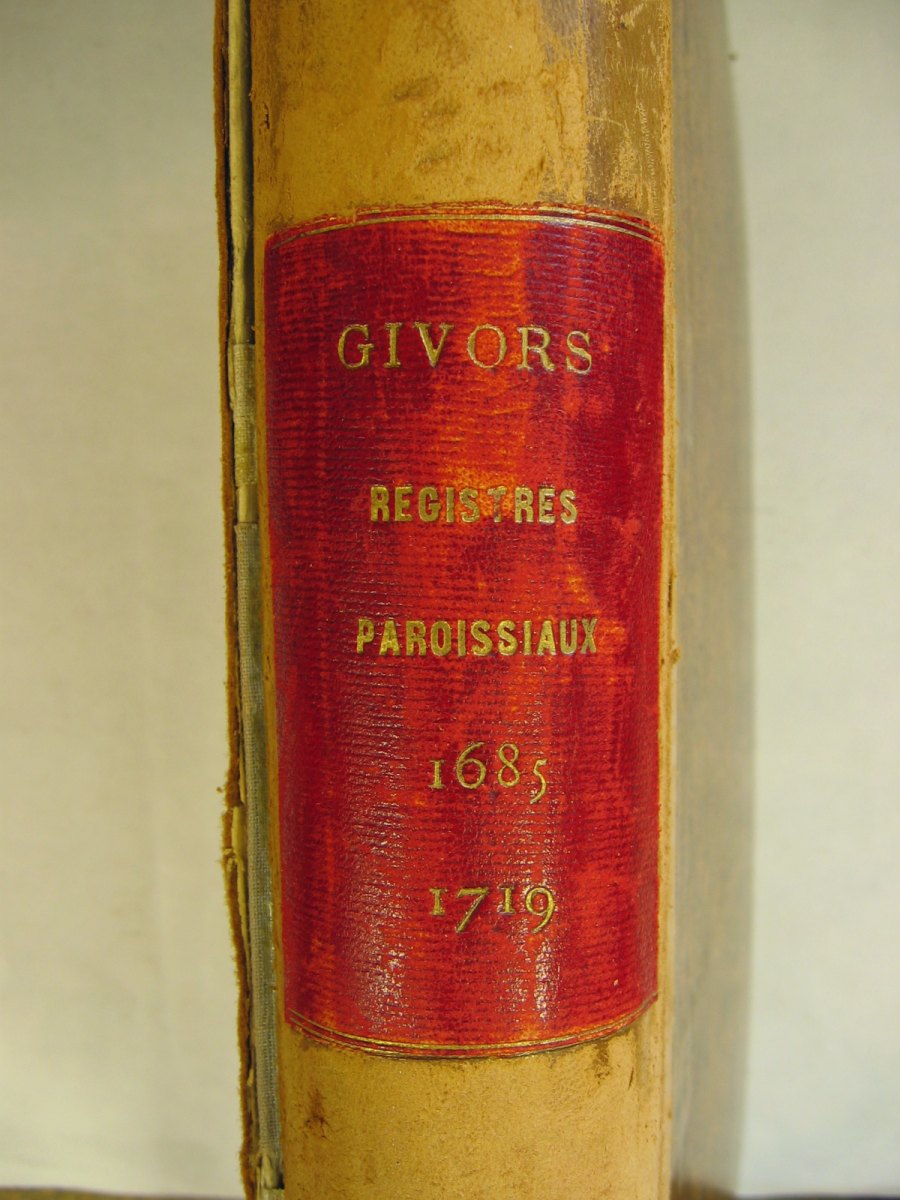 GIVORS
REGISTRES
PAROISSIAUX
1685
1719